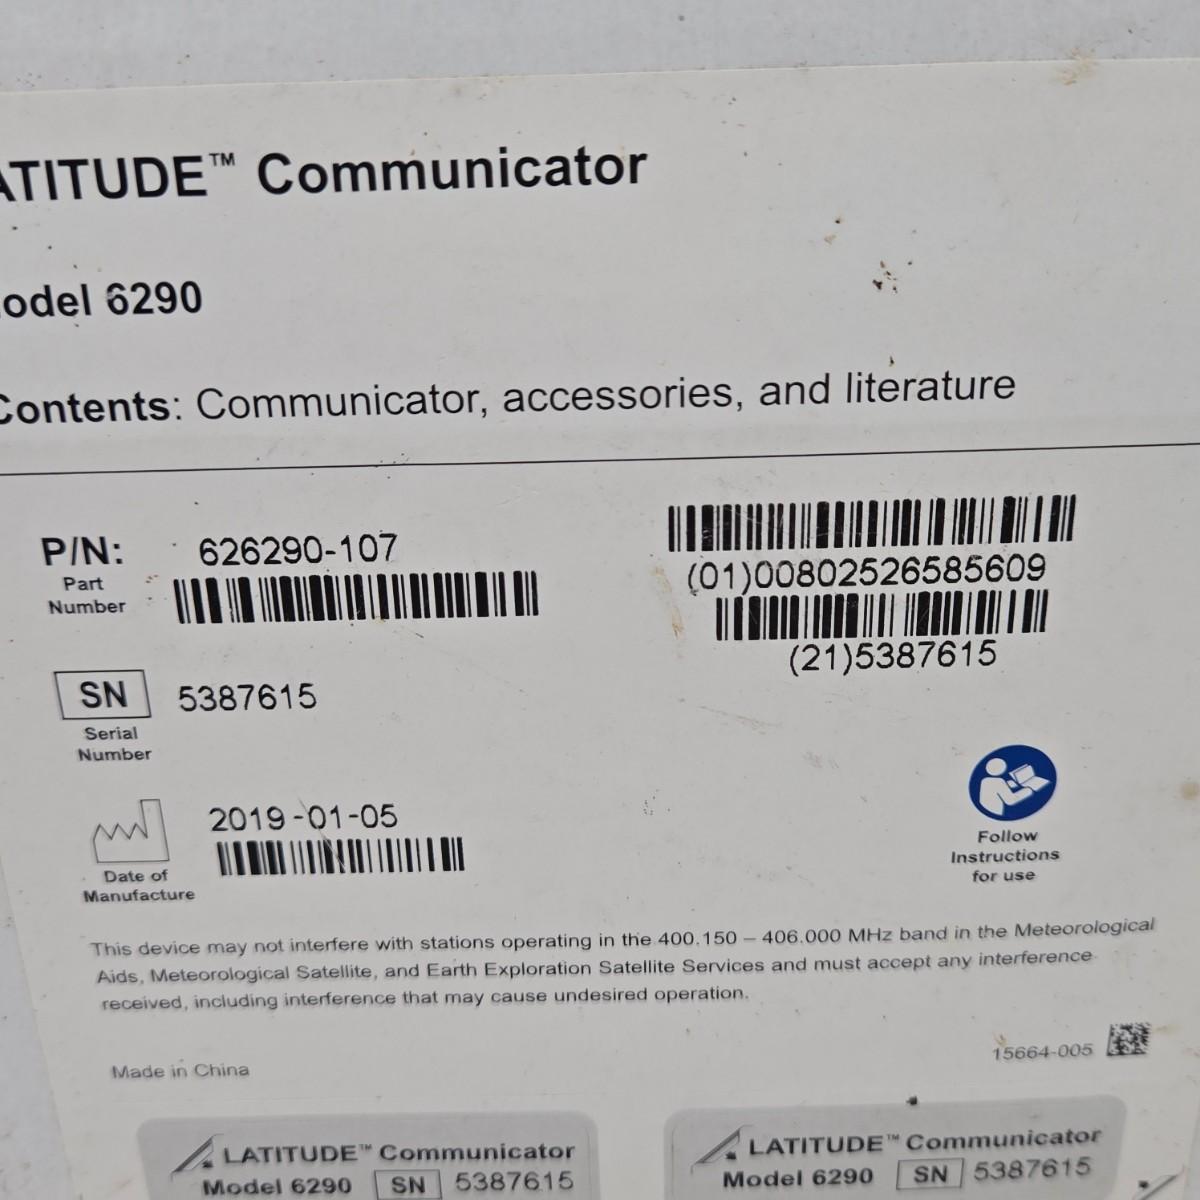 ATITUDE™ Communicator
odel 6290
Contents: Communicator, accessories, and literature
P/N: 626290-107
Part
Number
(01)00802526585609
(21)5387615
SN 5387615
Serial
Number
2019-01-05
Date of
Manufacture
Follow
Instructions
for use
This device may not interfere with stations operating in the 400.150 – 406.000 MHz band in the Meteorological
Aids, Meteorological Satellite, and Earth Exploration Satellite Services and must accept any interference
received, including interference that may cause undesired operation.
15664-005
Made in China
LATITUDE™ Communicator
Model 6290 SN 5387615
LATITUDE™ Communicator
Model 6290 SN 5387615